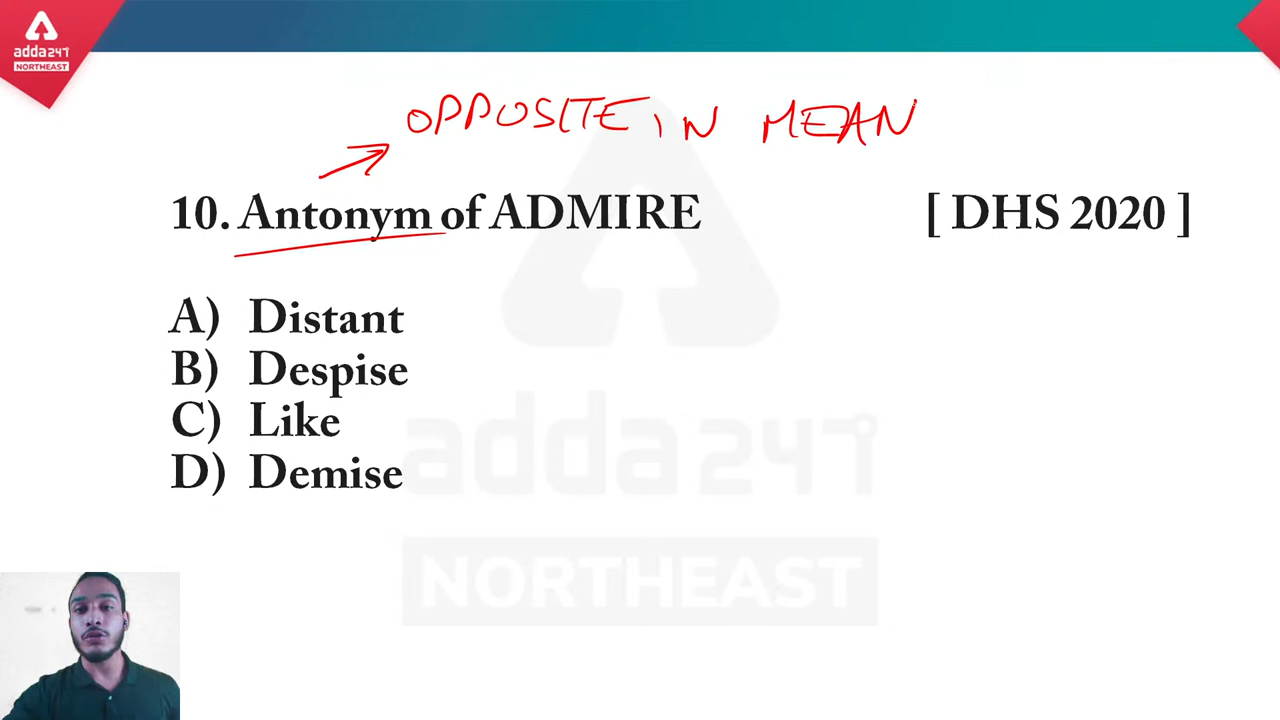 adda247
NORTHEAST
OPPOSITE IN MEAN
10. Antonym of ADMIRE [ DHS 2020 ]
A) Distant
B) Despise
C) Like
D) Demise
adda247
NORTHEAST